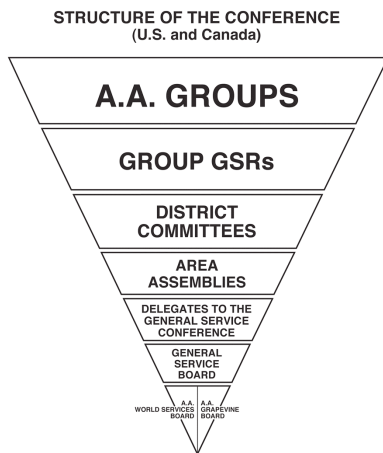 STRUCTURE OF THE CONFERENCE
(U.S. and Canada)
A.A. GROUPS
GROUP GSRs
DISTRICT
COMMITTEES
AREA
ASSEMBLIES
DELEGATES TO THE
GENERAL SERVICE
CONFERENCE
GENERAL
SERVICE
BOARD
A.A.
WORLD SERVICES
BOARD
A.A.
GRAPEVINE
BOARD